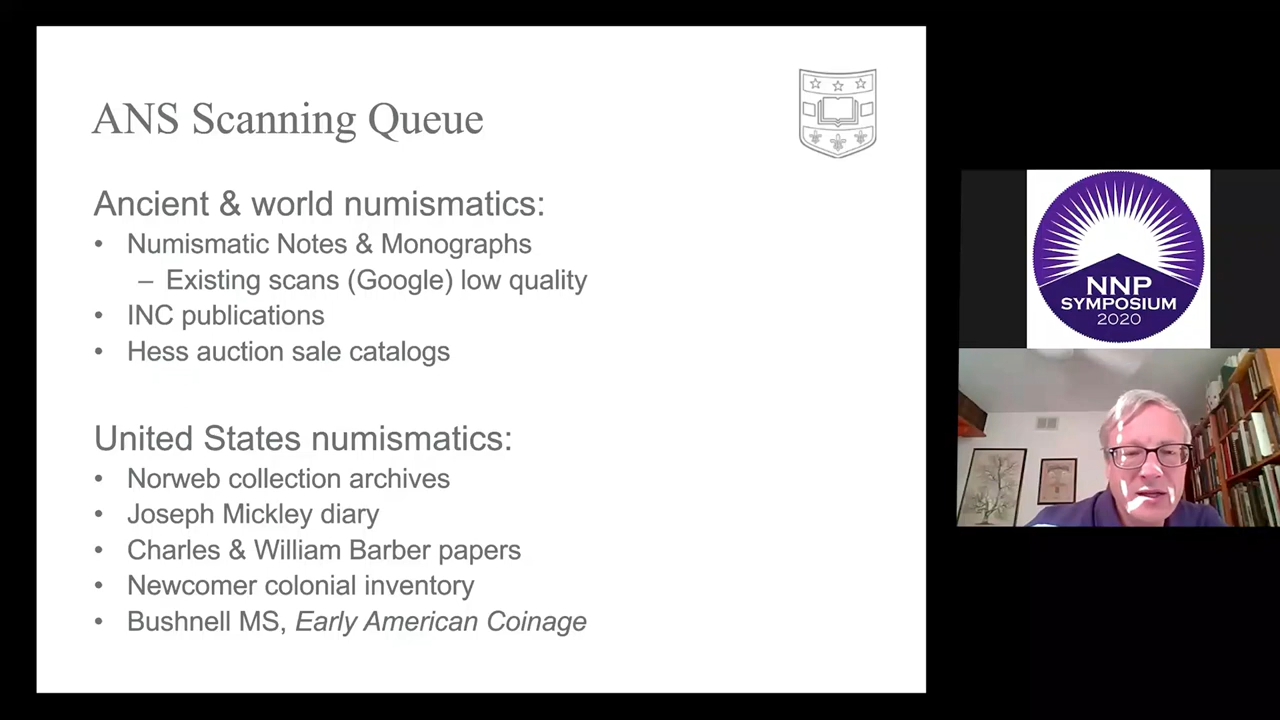 ANS Scanning Queue
Ancient & world numismatics:
• Numismatic Notes & Monographs
– Existing scans (Google) low quality
• INC publications
• Hess auction sale catalogs
United States numismatics:
• Norweb collection archives
• Joseph Mickley diary
• Charles & William Barber papers
• Newcomer colonial inventory
• Bushnell MS, Early American Coinage
NNP
SYMPOSIUM
2020